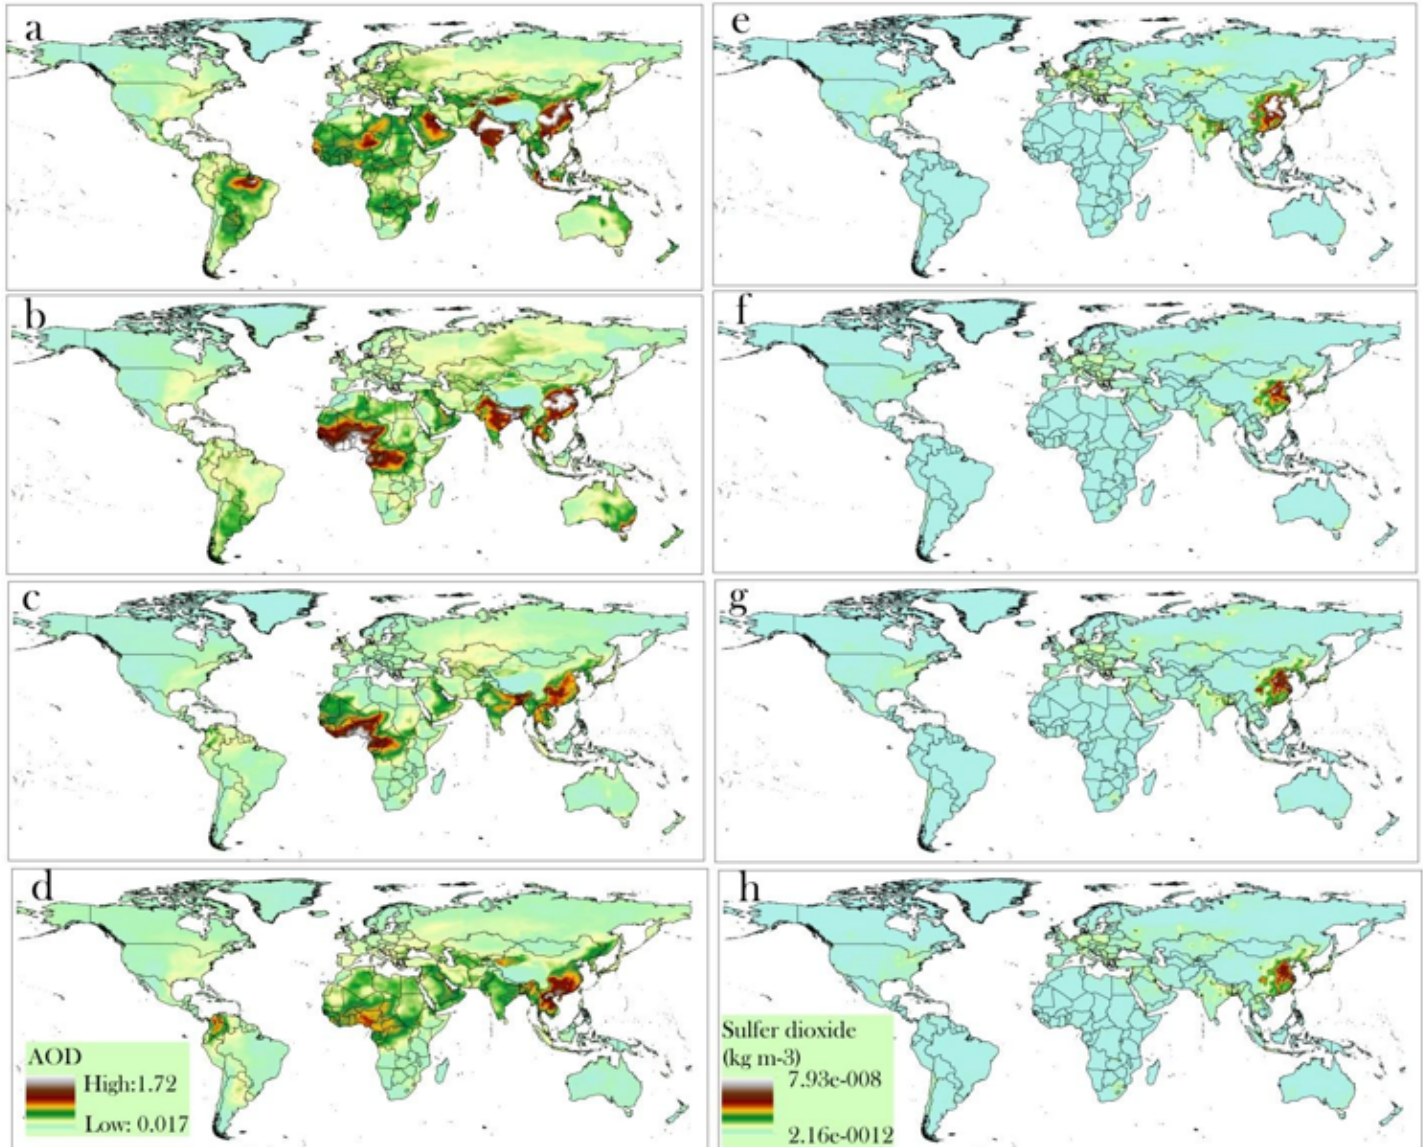 a
e
b
f
c
g
d
h
AOD
High:1.72
Low: 0.017
Sulfer dioxide
(kg m-3)
7.93e-008
2.16e-0012